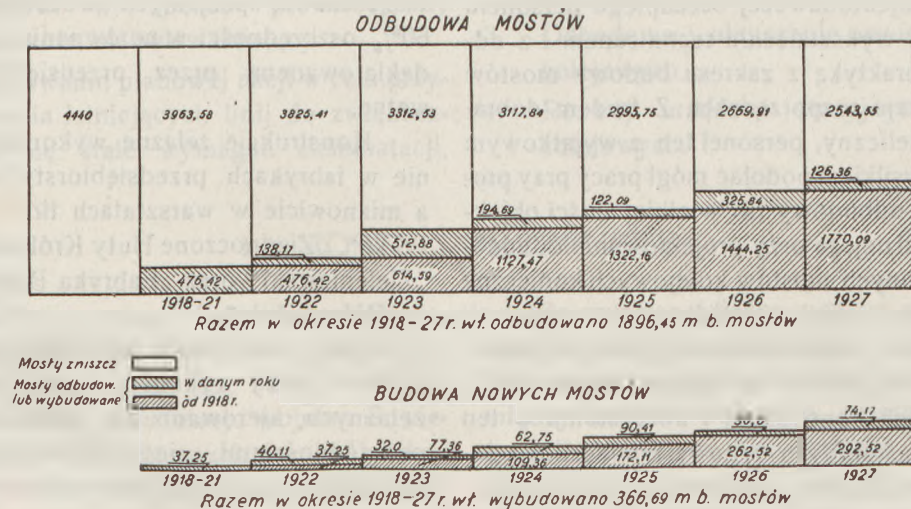 ODBUDOWA MOSTÓW
4440 3963,58 3825,41 3312,53 3117,84 2995,75 2669,91 2543,55
476,42 138,17 476,42 512,88 614,59 194,69 1127,47 122,09 1322,16 325,84 1444,25 126,36 1770,09
1918-21 1922 1923 1924 1925 1926 1927
Razem w okresie 1918-27 r. wł. odbudowano 1896,45 m b. mostów
Mosty zniszcz
Mosty odbudow. lub wybudowane
w danym roku
od 1918 r.
BUDOWA NOWYCH MOSTÓW
37,25 40.11 37,25 32.0 77,36 62,75 109,36 90,41 172,11 262,52 74,17 292,52
1918-21 1922 1923 1924 1925 1926 1927
Razem w okresie 1918-27 r. wł. wybudowano 366,69 m b. mostów